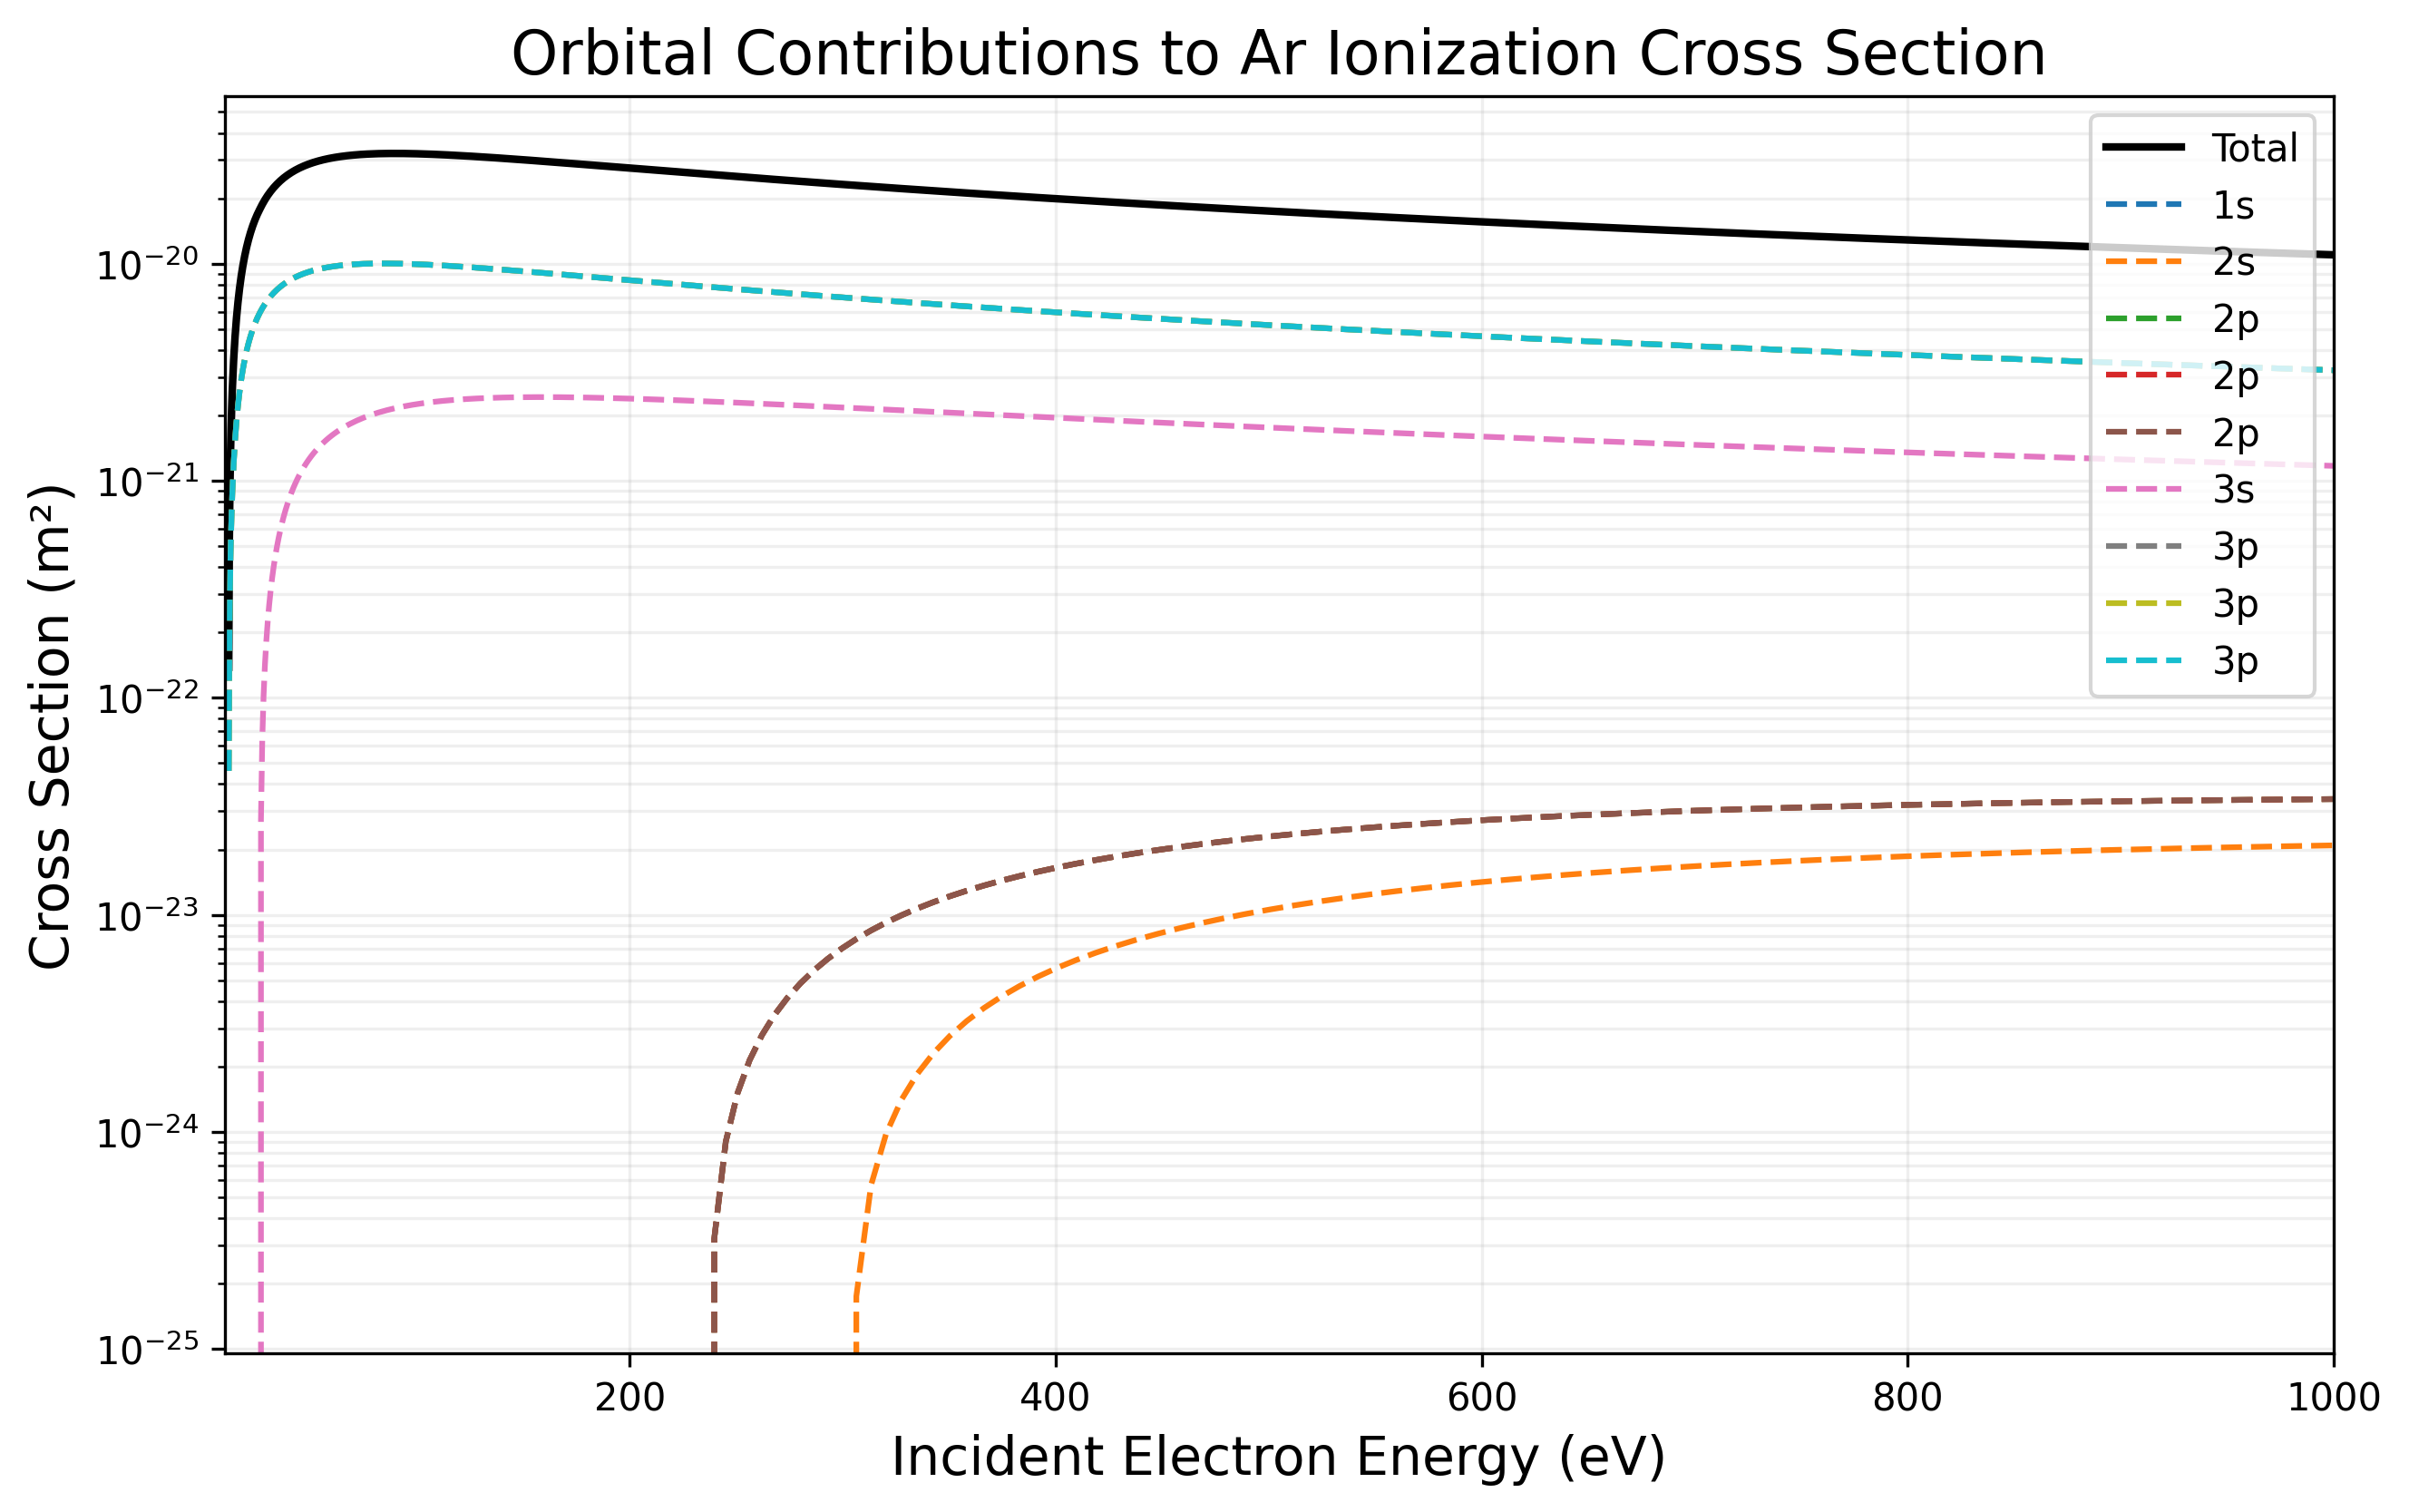 Orbital Contributions to Ar Ionization Cross Section
Cross Section (m²)
10⁻²⁰
10⁻²¹
10⁻²²
10⁻²³
10⁻²⁴
10⁻²⁵
Total
1s
2s
2p
2p
2p
3s
3p
3p
3p
200 400 600 800 1000
Incident Electron Energy (eV)